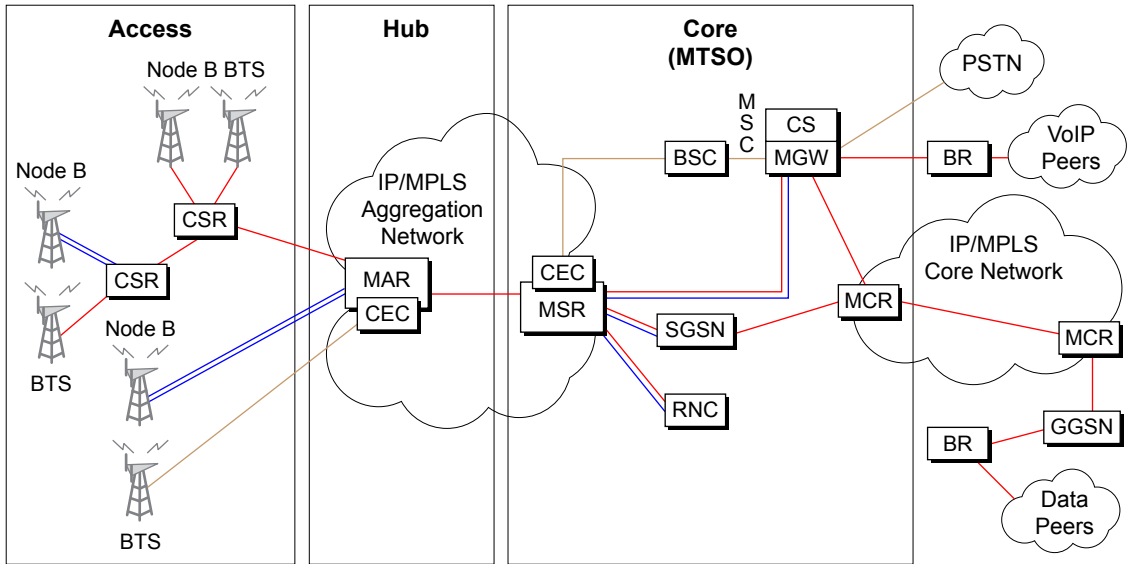 Access
Hub
Core
(MTSO)
Node B BTS
PSTN
M
S
C
CS
MGW
BSC
BR
VoIP
Peers
Node B
CSR
IP/MPLS
Aggregation
Network
IP/MPLS
Core Network
CSR
MAR
CEC
CEC
MSR
MCR
SGSN
MCR
BTS
Node B
RNC
GGSN
BR
BTS
Data
Peers